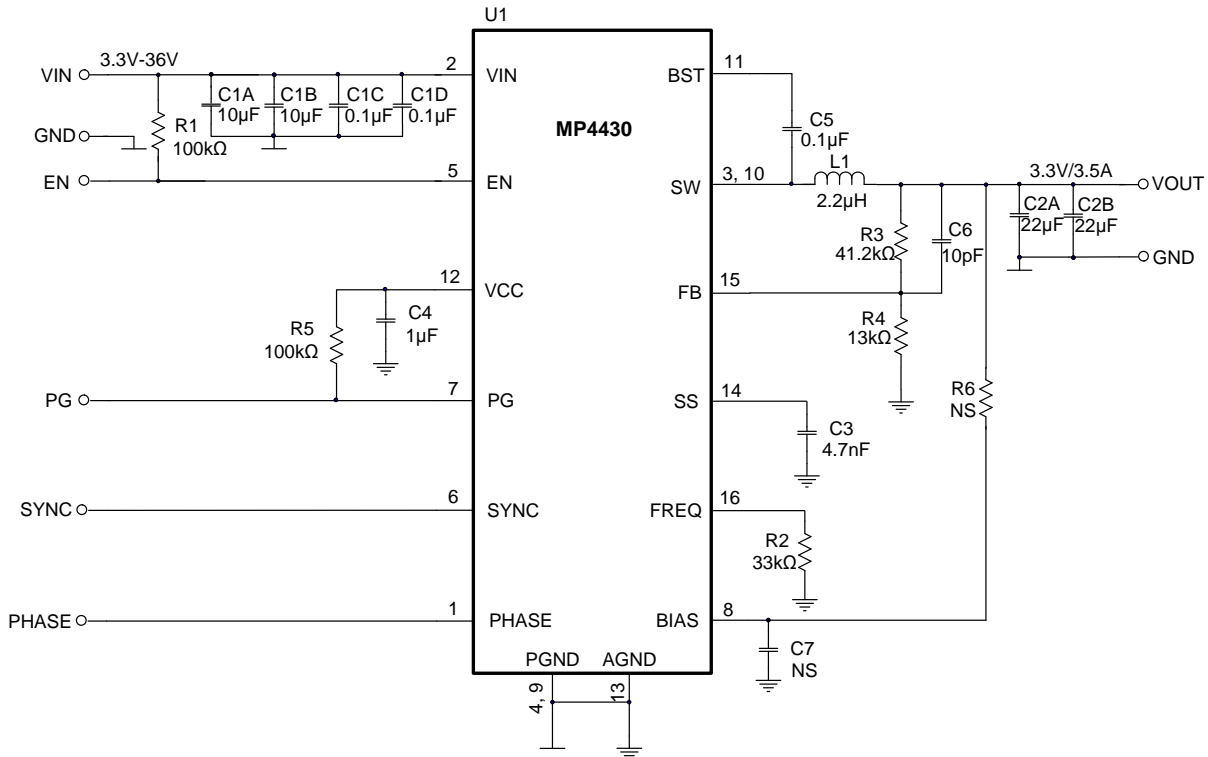 U1
VIN
3.3V-36V
2
VIN
C1A
10µF
C1B
10µF
C1C
0.1µF
C1D
0.1µF
GND
R1
100kΩ
EN
5
EN
MP4430
BST
11
C5
0.1µF
SW
3, 10
L1
2.2µH
3.3V/3.5A
VOUT
C2A
22µF
C2B
22µF
GND
R3
41.2kΩ
C6
10pF
FB
15
R4
13kΩ
12
VCC
R5
100kΩ
C4
1µF
PG
7
PG
SS
14
C3
4.7nF
R6
NS
SYNC
6
SYNC
FREQ
16
R2
33kΩ
PHASE
1
PHASE
BIAS
8
C7
NS
PGND
AGND
4, 9
13